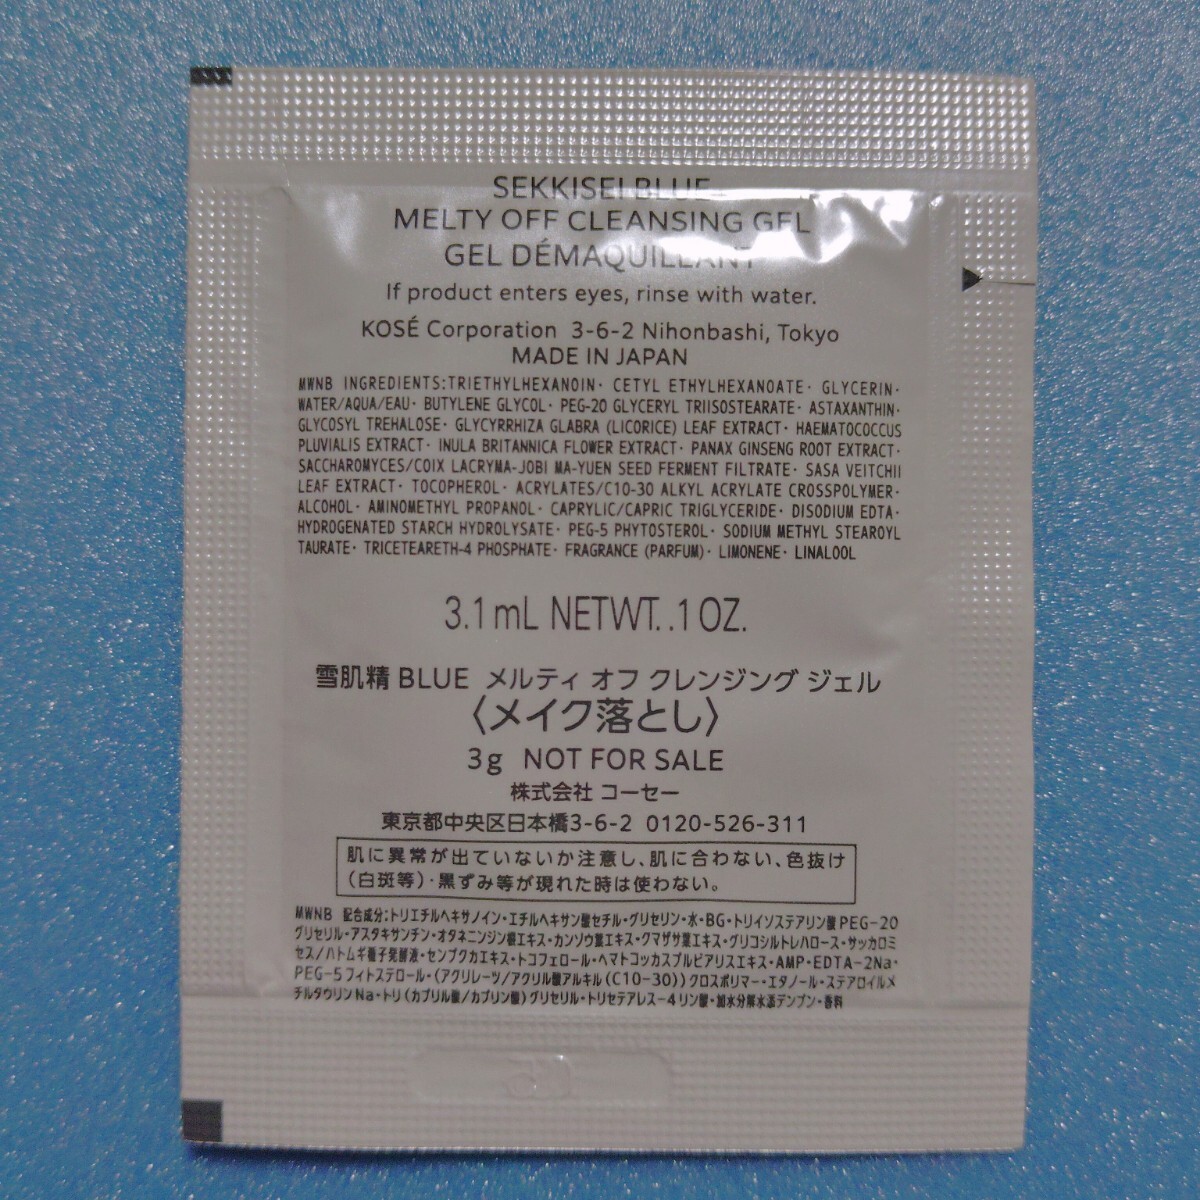 SEKKISEI BLUE
MELTY OFF CLEANSING GEL
GEL DÉMAQUILLANT
If product enters eyes, rinse with water.
KOSÉ Corporation 3-6-2 Nihonbashi, Tokyo
MADE IN JAPAN
MWNB INGREDIENTS:TRIETHYLHEXANOIN· CETYL ETHYLHEXANOATE· GLYCERIN·
WATER/AQUA/EAU· BUTYLENE GLYCOL· PEG-20 GLYCERYL TRIISOSTEARATE· ASTAXANTHIN·
GLYCOSYL TREHALOSE· GLYCYRRHIZA GLABRA (LICORICE) LEAF EXTRACT· HAEMATOCOCCUS
PLUVIALIS EXTRACT· INULA BRITANNICA FLOWER EXTRACT· PANAX GINSENG ROOT EXTRACT·
SACCHAROMYCES/COIX LACRYMA-JOBI MA-YUEN SEED FERMENT FILTRATE· SASA VEITCHII
LEAF EXTRACT· TOCOPHEROL· ACRYLATES/C10-30 ALKYL ACRYLATE CROSSPOLYMER·
ALCOHOL· AMINOMETHYL PROPANOL· CAPRYLIC/CAPRIC TRIGLYCERIDE· DISODIUM EDTA·
HYDROGENATED STARCH HYDROLYSATE· PEG-5 PHYTOSTEROL· SODIUM METHYL STEAROYL
TAURATE· TRICETEARETH-4 PHOSPHATE· FRAGRANCE (PARFUM)· LIMONENE· LINALOOL
3.1mL NETWT. .1OZ.
雪肌精 BLUE メルティ オフ クレンジング ジェル
〈メイク落とし〉
3g NOT FOR SALE
株式会社 コーセー
東京都中央区日本橋3-6-2 0120-526-311
肌に異常が出ていないか注意し、肌に合わない、色抜け
(白斑等)・黒ずみ等が現れた時は使わない。
MWNB 配合成分:トリエチルヘキサノイン・エチルヘキサン酸セチル・グリセリン・水・BG・トリイソステアリン酸PEG-20
グリセリル・アスタキサンチン・オタネニンジン根エキス・カンゾウ葉エキス・クマザサ葉エキス・グリコシルトレハロース・サッカロミ
セス/ハトムギ種子発酵液・センプクカエキス・トコフェロール・ヘマトコッカスプルビアリスエキス・AMP・EDTA-2Na・
PEG-5フィトステロール・(アクリレーツ/アクリル酸アルキル(C10-30))クロスポリマー・エタノール・ステアロイルメ
チルタウリンNa・トリ(カプリル酸/カプリン酸)グリセリル・トリセテアレス-4リン酸・加水分解水添デンプン・香料